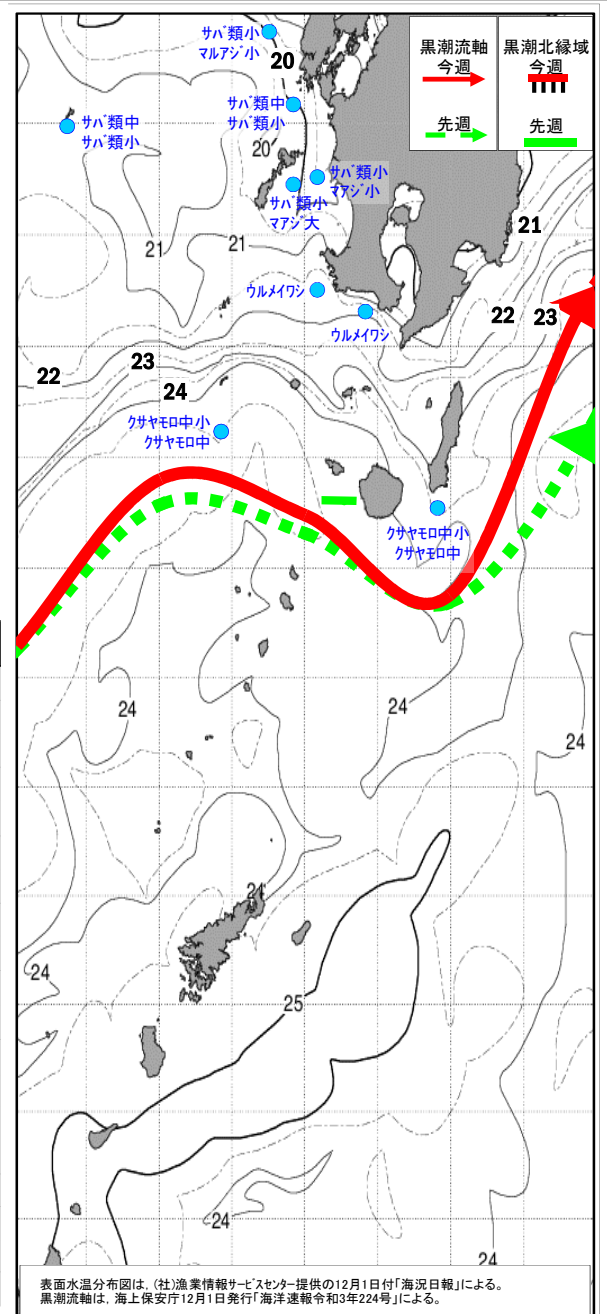 黒潮流軸
今週
先週
黒潮北縁域
今週
先週
サバ類小
マルアジ小
20
サバ類中
サバ類小
サバ類中
サバ類小
20
サバ類小
マアジ小
サバ類小
マアジ大
21
21
21
ウルメイワシ
ウルメイワシ
22
23
22
23
24
クサヤモロ中小
クサヤモロ中
クサヤモロ中小
クサヤモロ中
24
24
24
24
24
25
24
24
表面水温分布図は, (社)漁業情報サービスセンター提供の12月1日付「海況日報」による。
黒潮流軸は, 海上保安庁12月1日発行「海洋速報令和3年224号」による。